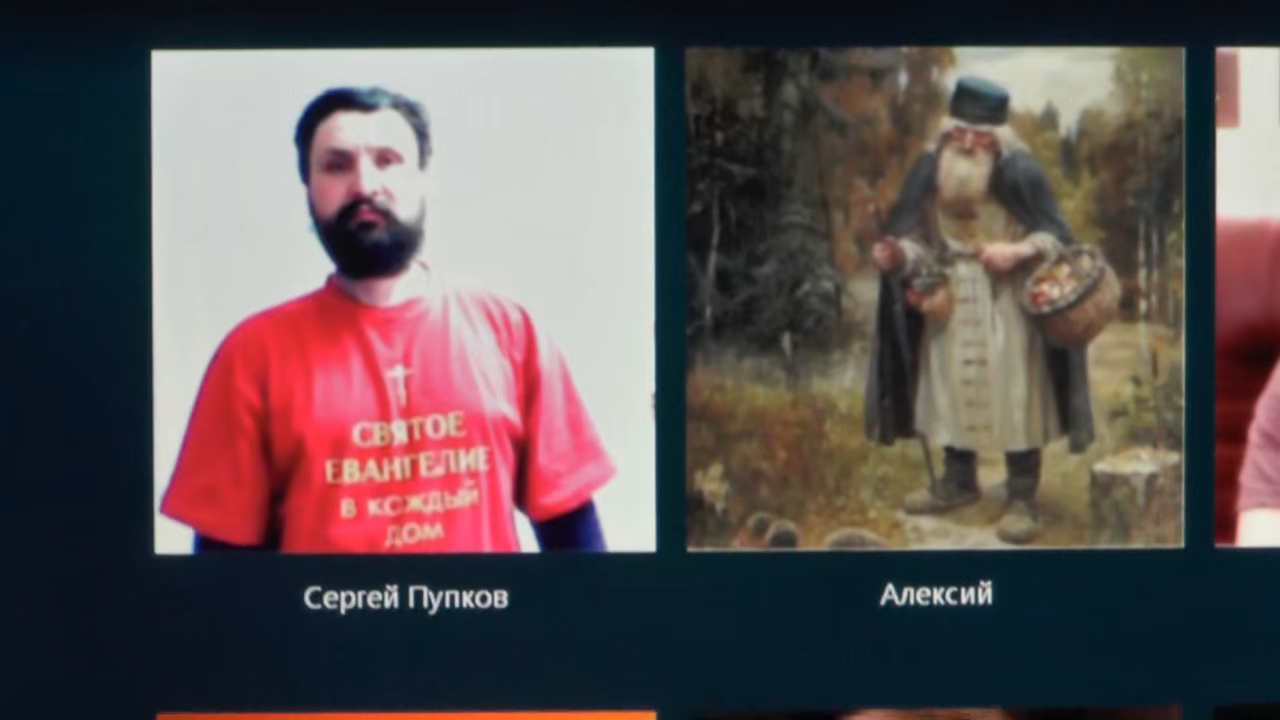 СВЯТОЕ
ЕВАНГЕЛИЕ
В КАЖДЫЙ
ДОМ
Сергей Пупков
Алексий